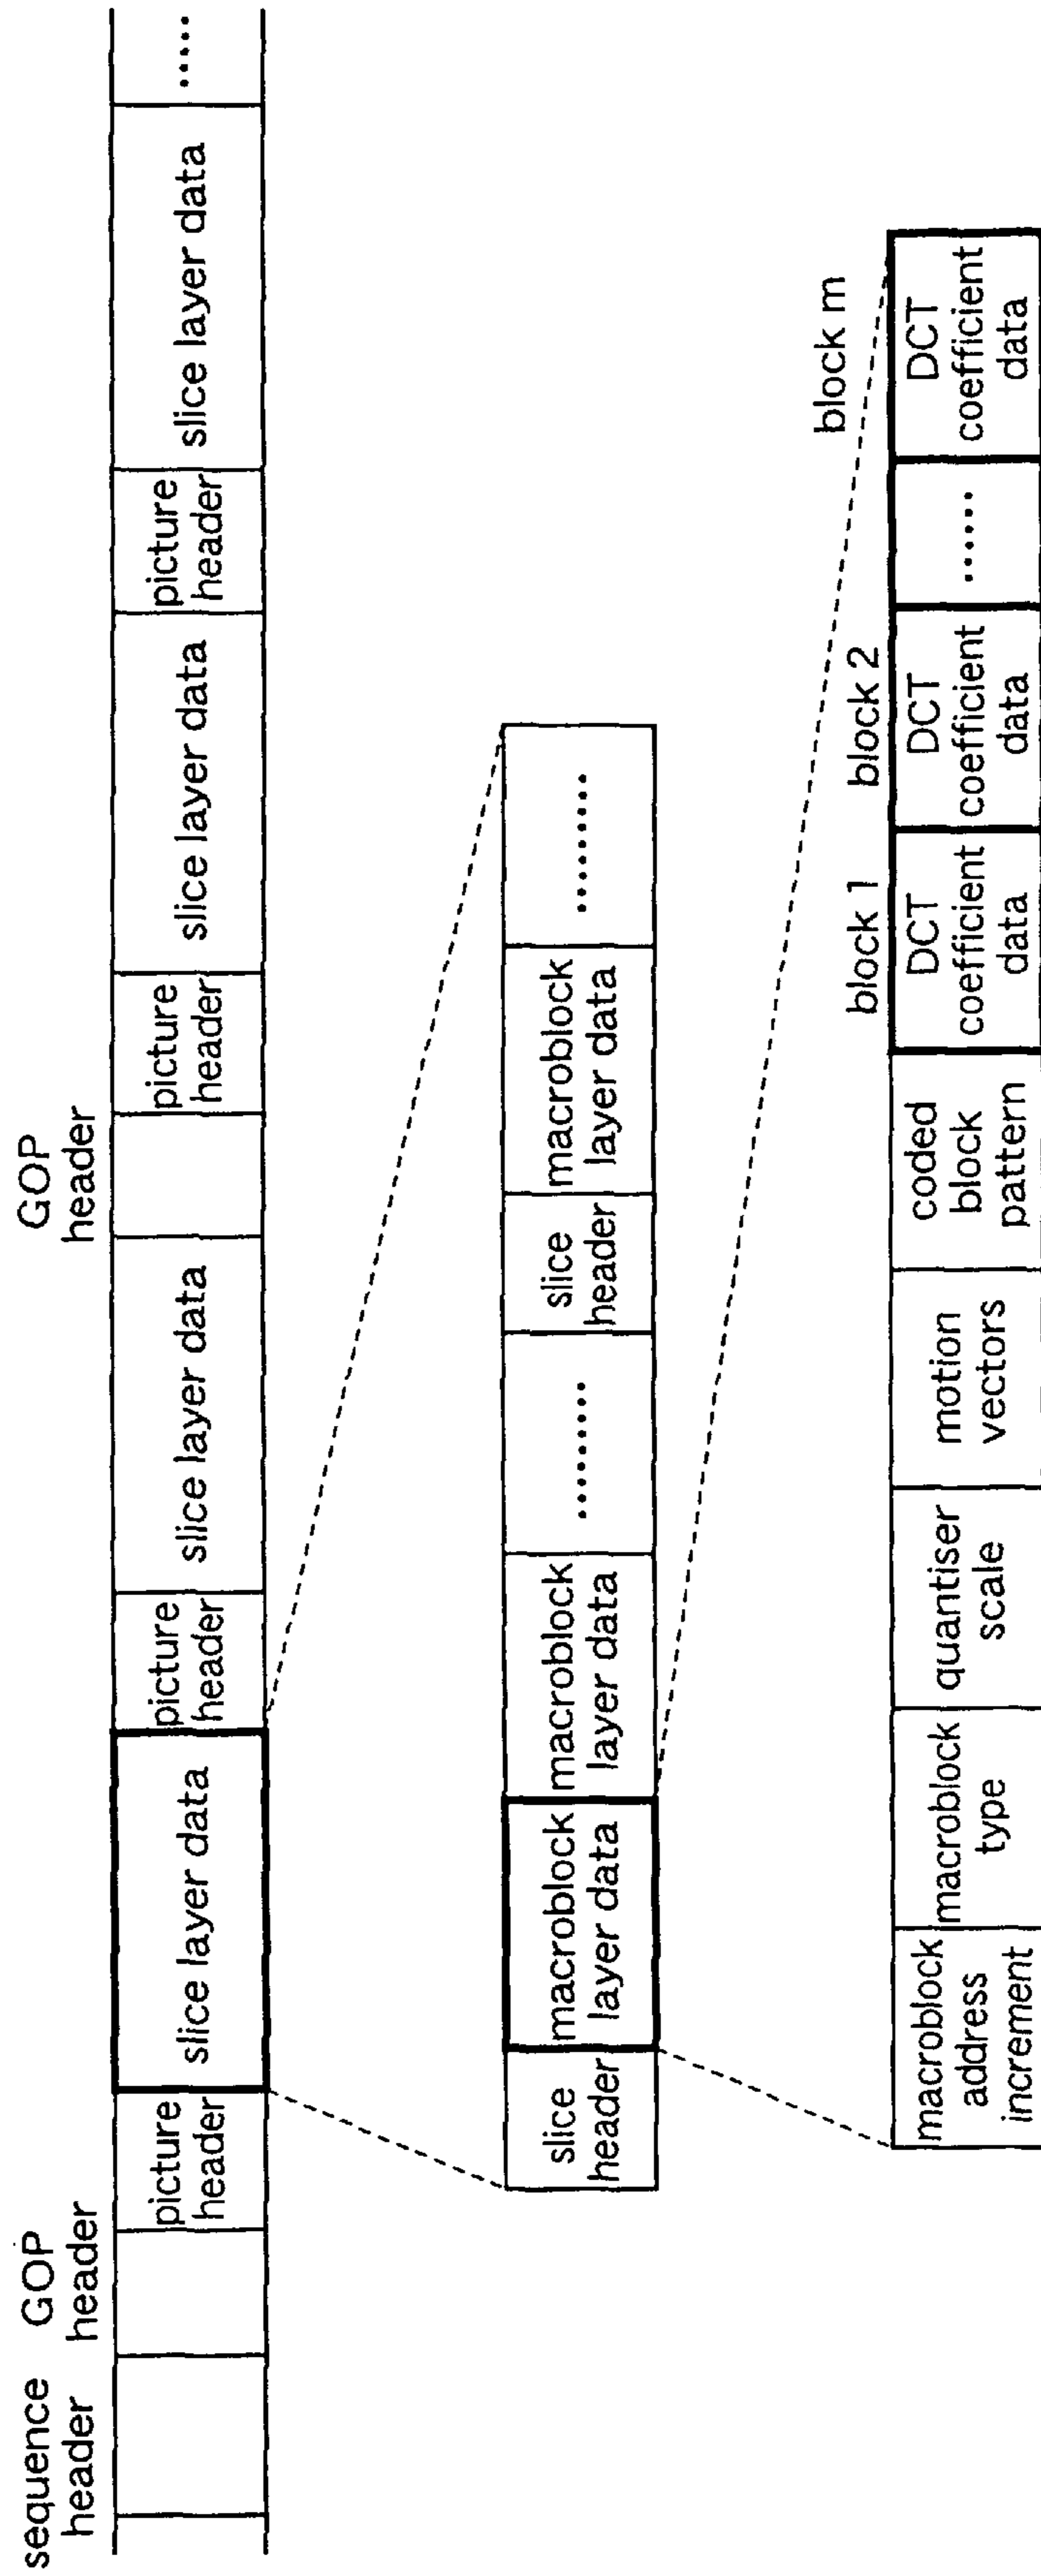 sequence
header
GOP
header
GOP
header
picture
header
slice layer data
picture
header
slice layer data
picture
header
slice layer data
picture
header
slice layer data
.....
slice
header
macroblock
layer data
macroblock
layer data
..........
slice
header
macroblock
layer data
..........
block 1
block 2
block m
macroblock
address
increment
macroblock
type
quantiser
scale
motion
vectors
coded
block
pattern
DCT
coefficient
data
DCT
coefficient
data
......
DCT
coefficient
data